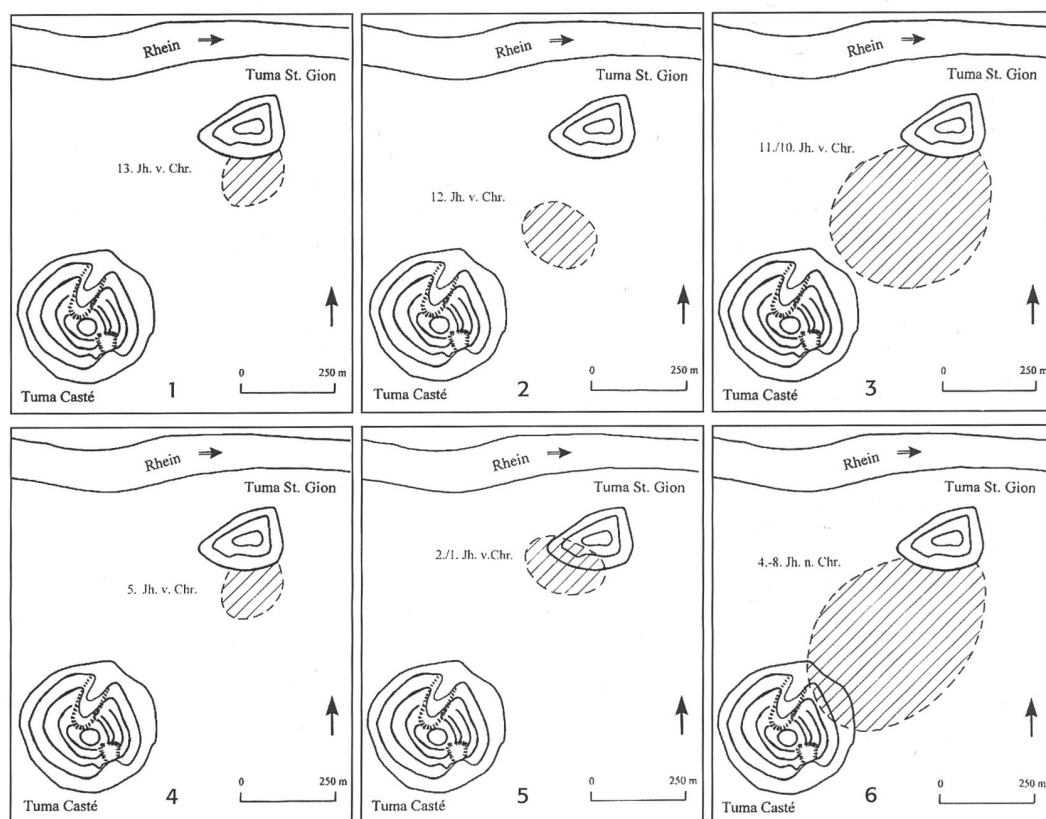 Rhein
Tuma St. Gion
13. Jh. v. Chr.
0 250 m
Tuma Casté
1
Rhein
Tuma St. Gion
12. Jh. v. Chr.
0 250 m
Tuma Casté
2
Rhein
Tuma St. Gion
11./10. Jh. v. Chr.
0 250 m
Tuma Casté
3
Rhein
Tuma St. Gion
5. Jh. v. Chr.
0 250 m
Tuma Casté
4
Rhein
Tuma St. Gion
2./1. Jh. v.Chr.
0 250 m
Tuma Casté
5
Rhein
Tuma St. Gion
4.-8. Jh. n. Chr.
0 250 m
Tuma Casté
6